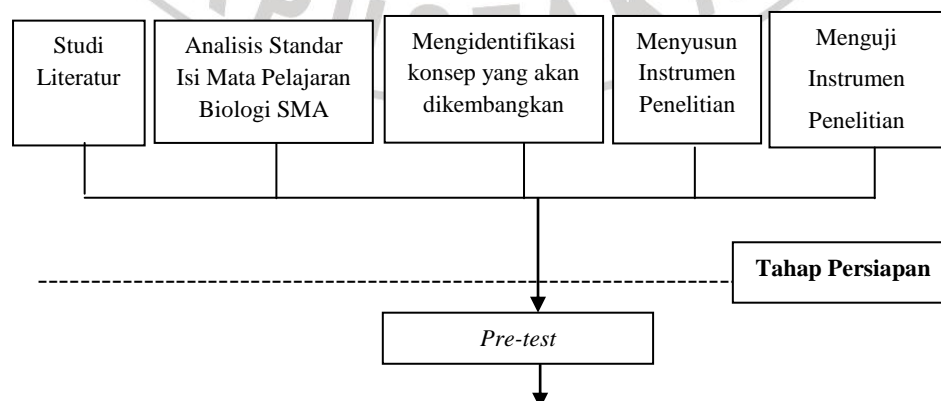 Studi
Literatur
Analisis Standar
Isi Mata Pelajaran
Biologi SMA
Mengidentifikasi
konsep yang akan
dikembangkan
Menyusun
Instrumen
Penelitian
Menguji
Instrumen
Penelitian
Tahap Persiapan
Pre-test